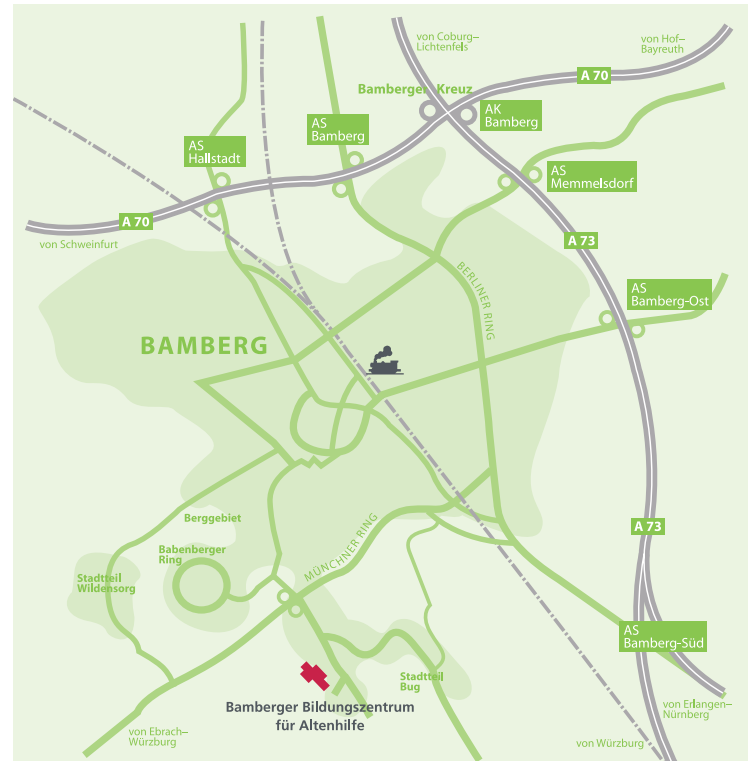 von Coburg–
Lichtenfels
von Hof–
Bayreuth
A 70
Bamberger Kreuz
AK
Bamberg
AS
Bamberg
AS
Hallstadt
AS
Memmelsdorf
A 70
von Schweinfurt
A 73
BERLINER RING
AS
Bamberg-Ost
BAMBERG
Berggebiet
A 73
MÜNCHNER RING
Babenberger
Ring
Stadtteil
Wildensorg
AS
Bamberg-Süd
Stadtteil
Bug
Bamberger Bildungszentrum
für Altenhilfe
von Erlangen–
Nürnberg
von Ebrach–
Würzburg
von Würzburg